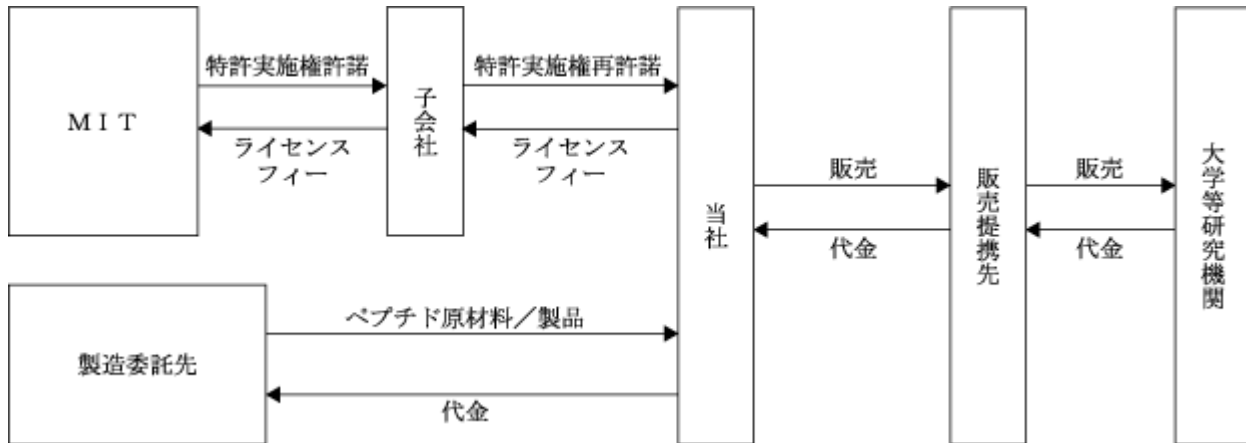 特許実施権許諾
特許実施権再許諾
ＭＩＴ
子会社
ライセンス
フィー
ライセンス
フィー
当社
販売
販売
販売提携先
大学等研究機関
代金
代金
ペプチド原材料／製品
製造委託先
代金